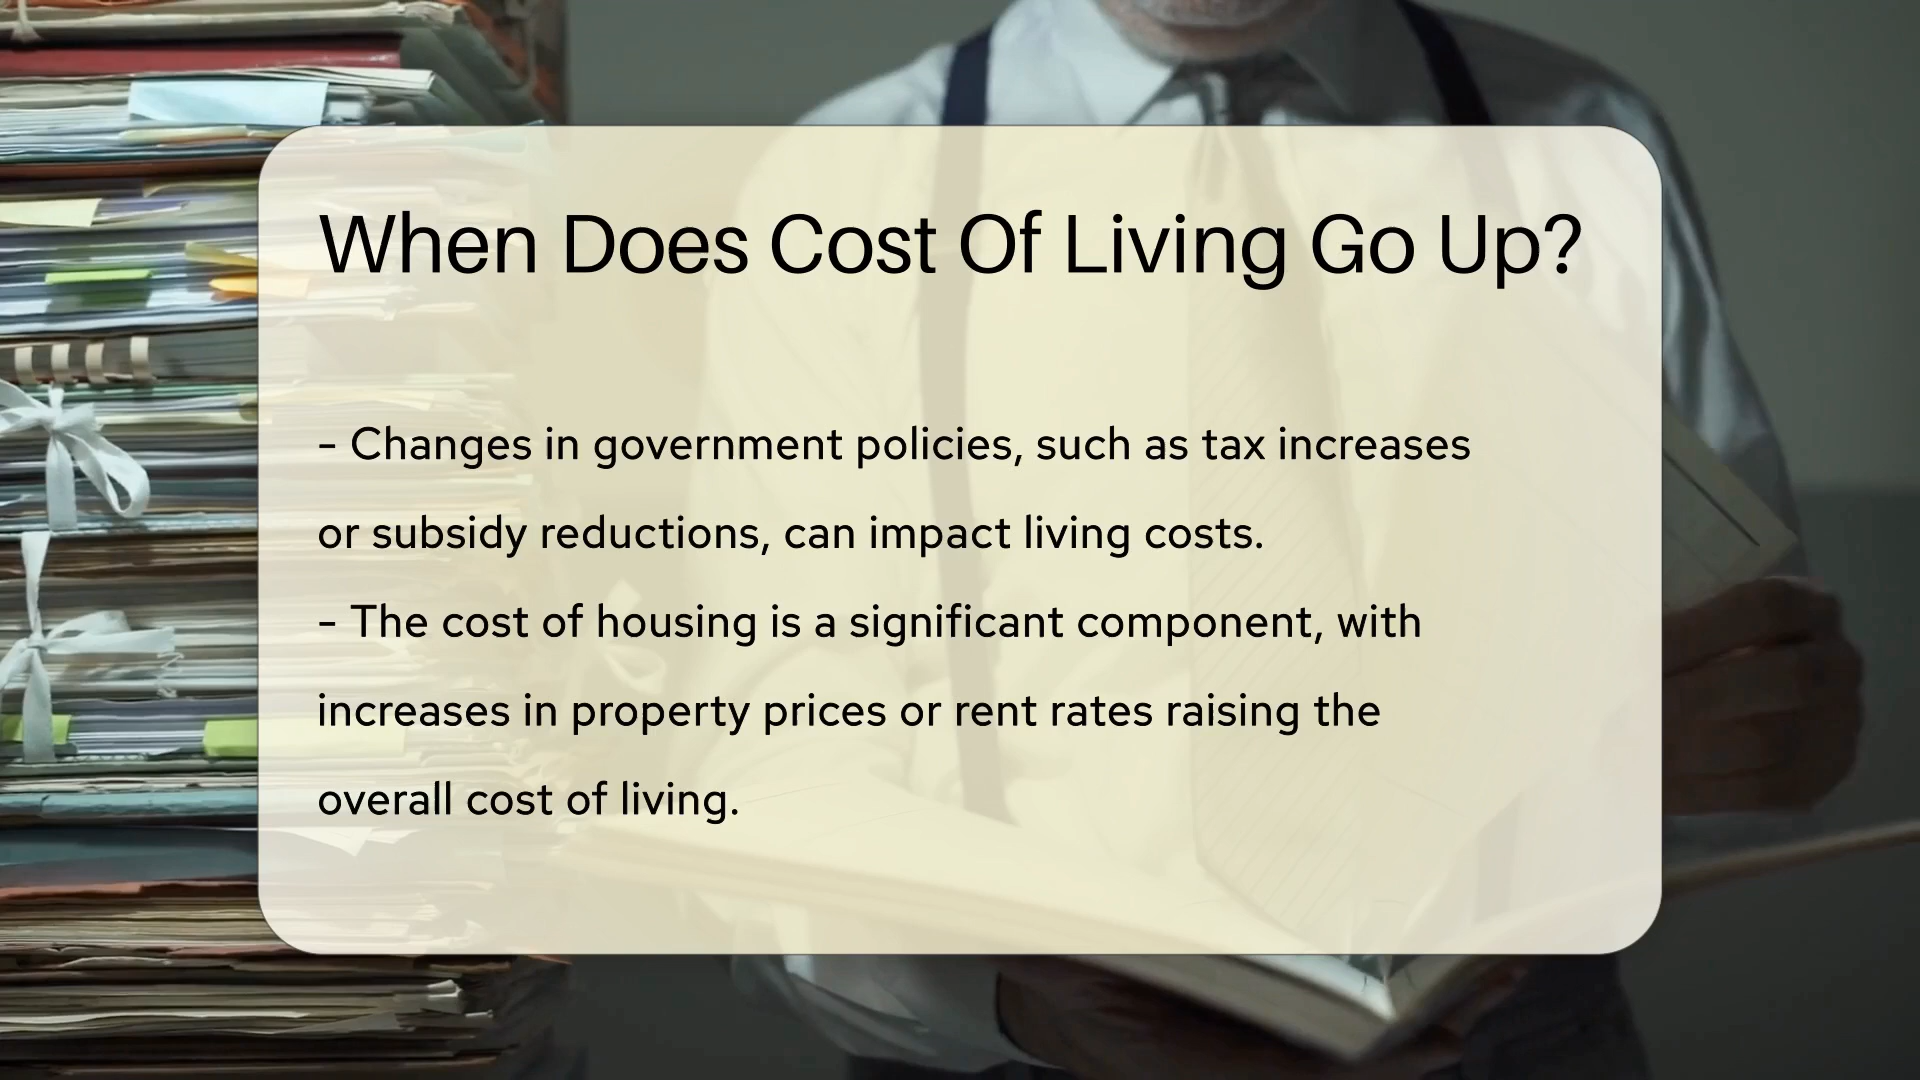 When Does Cost Of Living Go Up?
- Changes in government policies, such as tax increases
or subsidy reductions, can impact living costs.
- The cost of housing is a significant component, with
increases in property prices or rent rates raising the
overall cost of living.